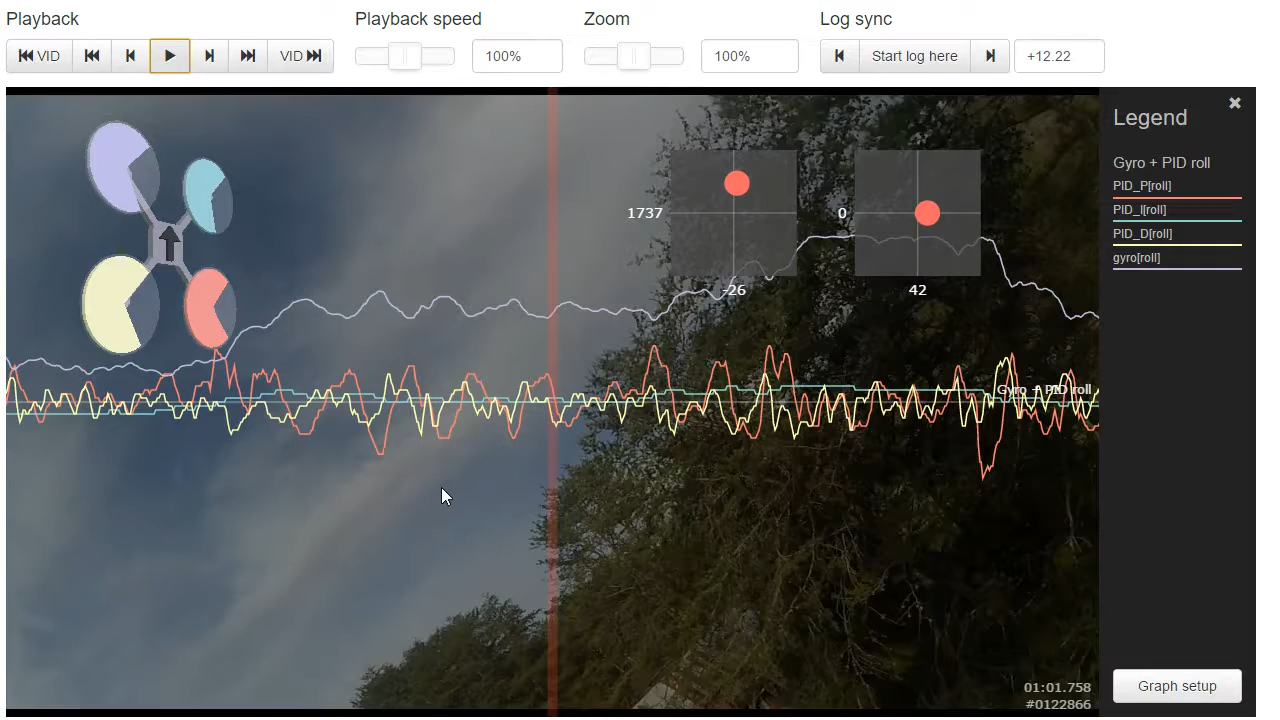 Playback
Playback speed
Zoom
Log sync
VID
VID
100%
100%
Start log here
+12.22
Legend
Gyro + PID roll
PID_P[roll]
PID_I[roll]
PID_D[roll]
gyro[roll]
1737
0
-26
42
Gyro + PID roll
Graph setup
01:01.758
#0122866